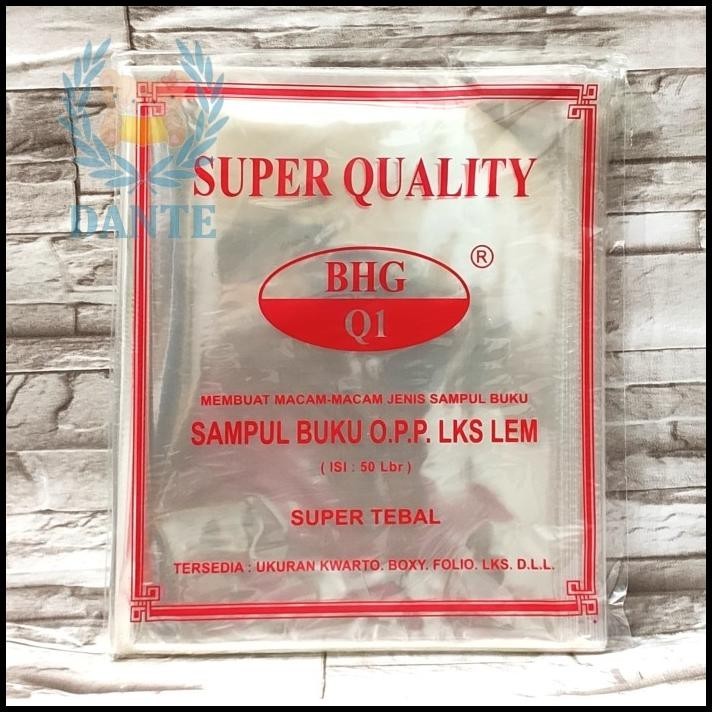 DANTE
SUPER QUALITY
BHG
Q1
®
MEMBUAT MACAM-MACAM JENIS SAMPUL BUKU
SAMPUL BUKU O.P.P. LKS LEM
( ISI : 50 Lbr )
SUPER TEBAL
TERSEDIA : UKURAN KWARTO. BOXY. FOLIO. LKS. D.L.L.